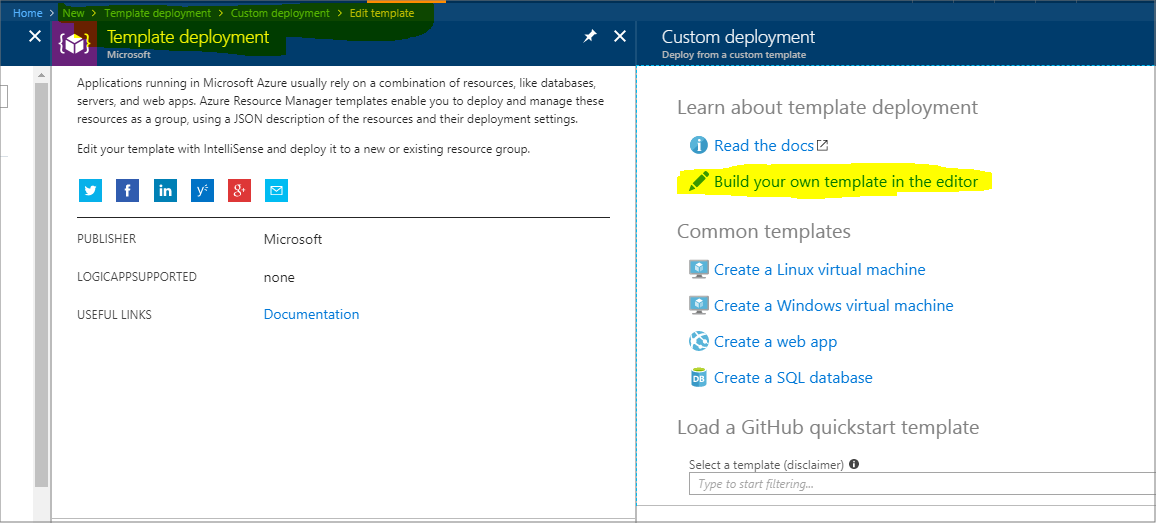 Home > New > Template deployment > Custom deployment > Edit template
Template deployment
Microsoft
Applications running in Microsoft Azure usually rely on a combination of resources, like databases,
servers, and web apps. Azure Resource Manager templates enable you to deploy and manage these
resources as a group, using a JSON description of the resources and their deployment settings.
Edit your template with IntelliSense and deploy it to a new or existing resource group.
PUBLISHER Microsoft
LOGICAPPSUPPORTED none
USEFUL LINKS Documentation
Custom deployment
Deploy from a custom template
Learn about template deployment
Read the docs
Build your own template in the editor
Common templates
Create a Linux virtual machine
Create a Windows virtual machine
Create a web app
DB Create a SQL database
Load a GitHub quickstart template
Select a template (disclaimer)
Type to start filtering...